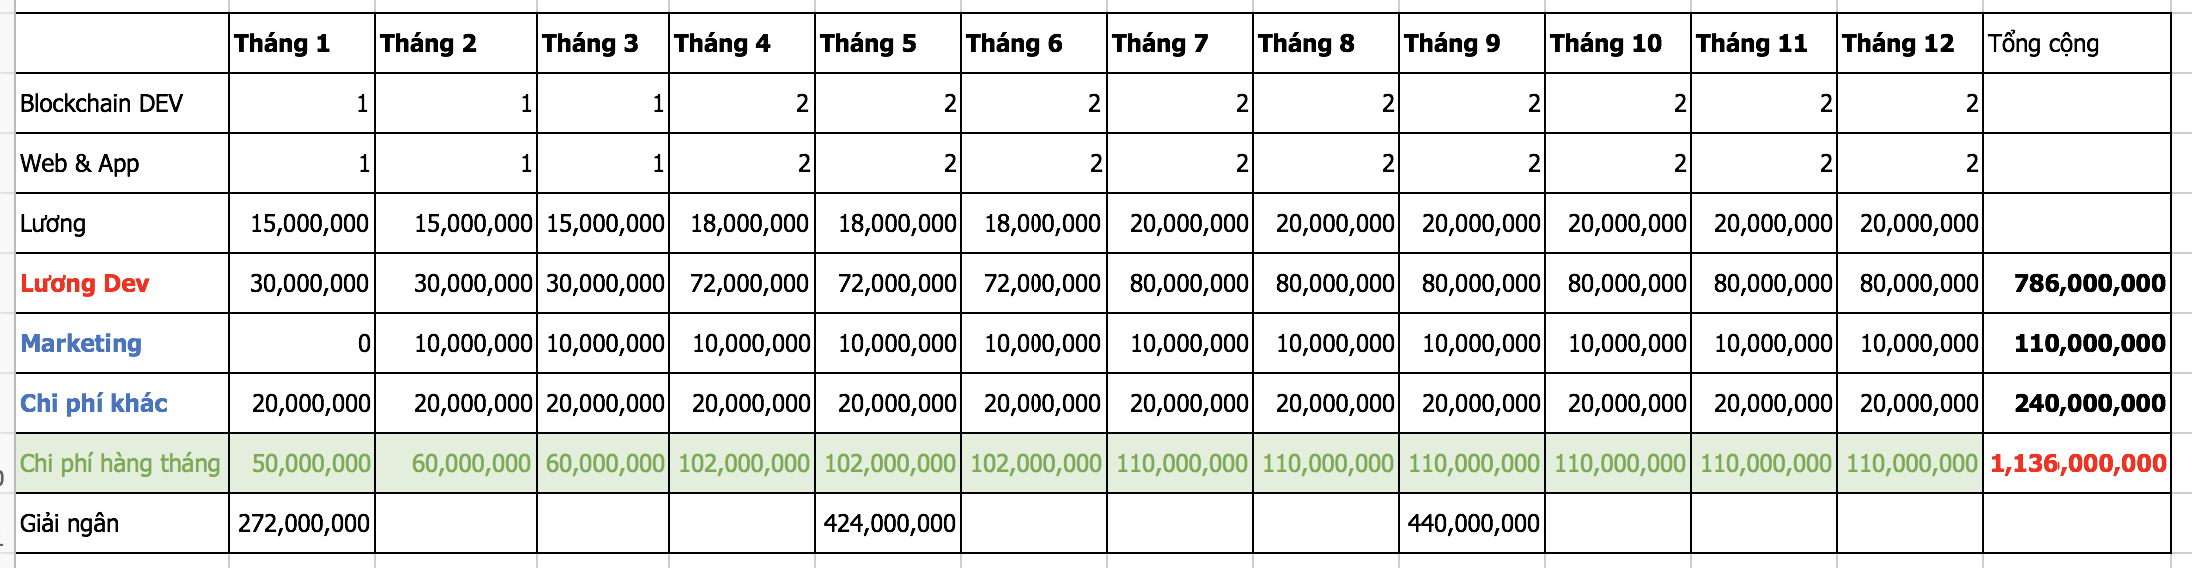 Tháng 1 Tháng 2 Tháng 3 Tháng 4 Tháng 5 Tháng 6 Tháng 7 Tháng 8 Tháng 9 Tháng 10 Tháng 11 Tháng 12 Tổng cộng
Blockchain DEV 1 1 1 2 2 2 2 2 2 2 2 2
Web & App 1 1 1 2 2 2 2 2 2 2 2 2
Lương 15,000,000 15,000,000 15,000,000 18,000,000 18,000,000 18,000,000 20,000,000 20,000,000 20,000,000 20,000,000 20,000,000 20,000,000
Lương Dev 30,000,000 30,000,000 30,000,000 72,000,000 72,000,000 72,000,000 80,000,000 80,000,000 80,000,000 80,000,000 80,000,000 80,000,000 786,000,000
Marketing 0 10,000,000 10,000,000 10,000,000 10,000,000 10,000,000 10,000,000 10,000,000 10,000,000 10,000,000 10,000,000 10,000,000 110,000,000
Chi phí khác 20,000,000 20,000,000 20,000,000 20,000,000 20,000,000 20,000,000 20,000,000 20,000,000 20,000,000 20,000,000 20,000,000 20,000,000 240,000,000
Chi phí hàng tháng 50,000,000 60,000,000 60,000,000 102,000,000 102,000,000 102,000,000 110,000,000 110,000,000 110,000,000 110,000,000 110,000,000 110,000,000 1,136,000,000
Giải ngân 272,000,000 424,000,000 440,000,000